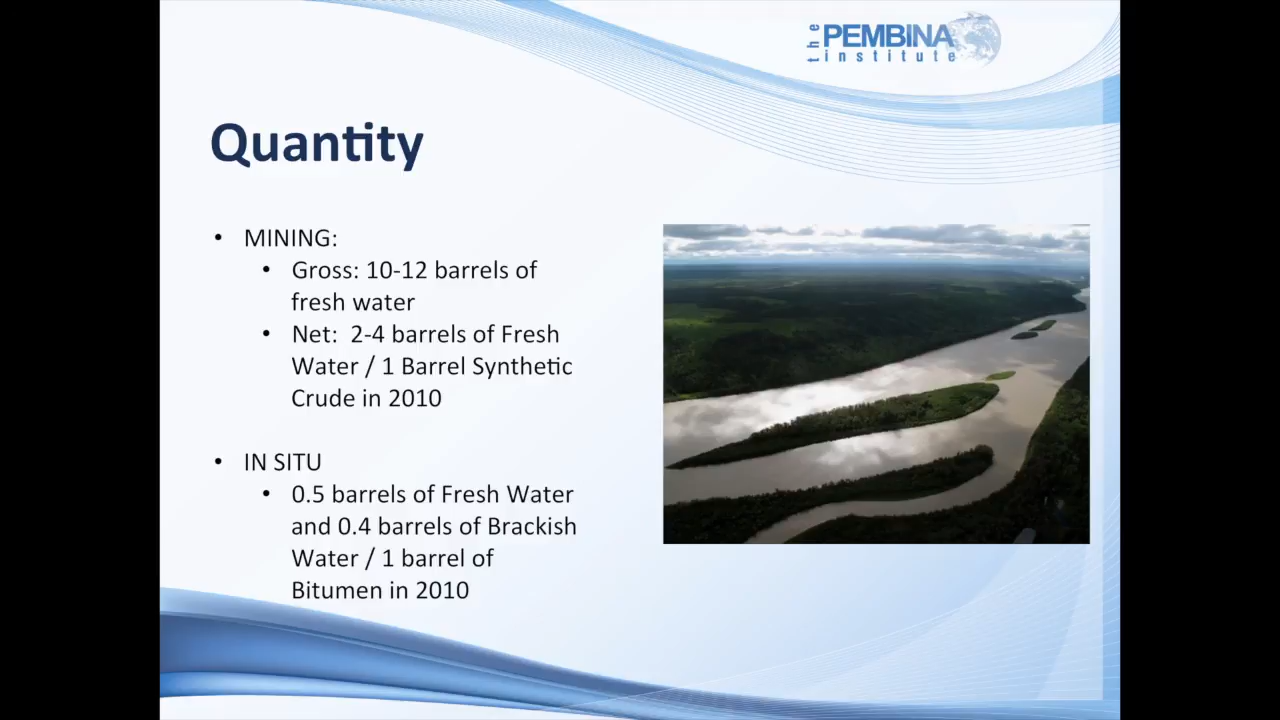 the PEMBINA
institute
Quantity
• MINING:
• Gross: 10-12 barrels of
fresh water
• Net:  2-4 barrels of Fresh
Water / 1 Barrel Synthetic
Crude in 2010
• IN SITU
• 0.5 barrels of Fresh Water
and 0.4 barrels of Brackish
Water / 1 barrel of
Bitumen in 2010